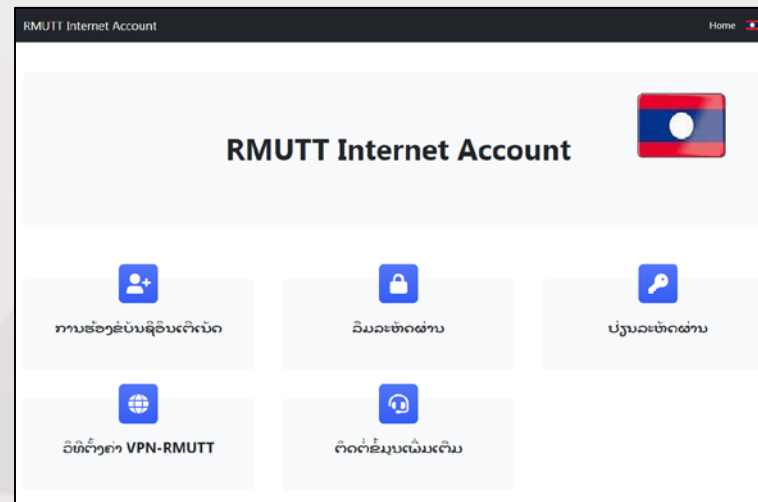 RMUTT Internet Account
Home
RMUTT Internet Account
ການຮ້ອງຂໍບັນຊີອິນເຕີເນັດ
ລືມລະຫັດຜ່ານ
ປ່ຽນລະຫັດຜ່ານ
ວິທີຕັ້ງຄ່າ VPN-RMUTT
ຕິດຕໍ່ຂໍ້ມູນເພີ່ມເຕີມ